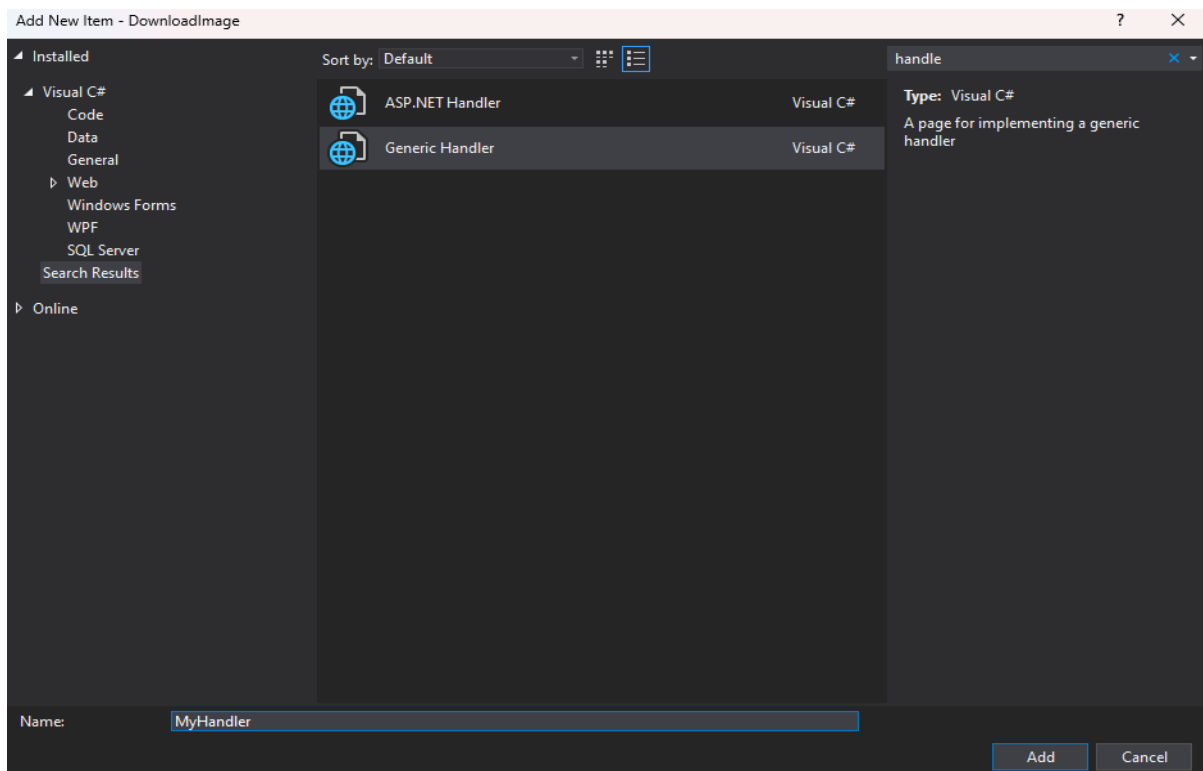 Add New Item - DownloadImage
?
Installed
Visual C#
Code
Data
General
Web
Windows Forms
WPF
SQL Server
Search Results
Online
Sort by: Default
ASP.NET Handler Visual C#
Generic Handler Visual C#
handle
Type: Visual C#
A page for implementing a generic
handler
Name: MyHandler
Add Cancel